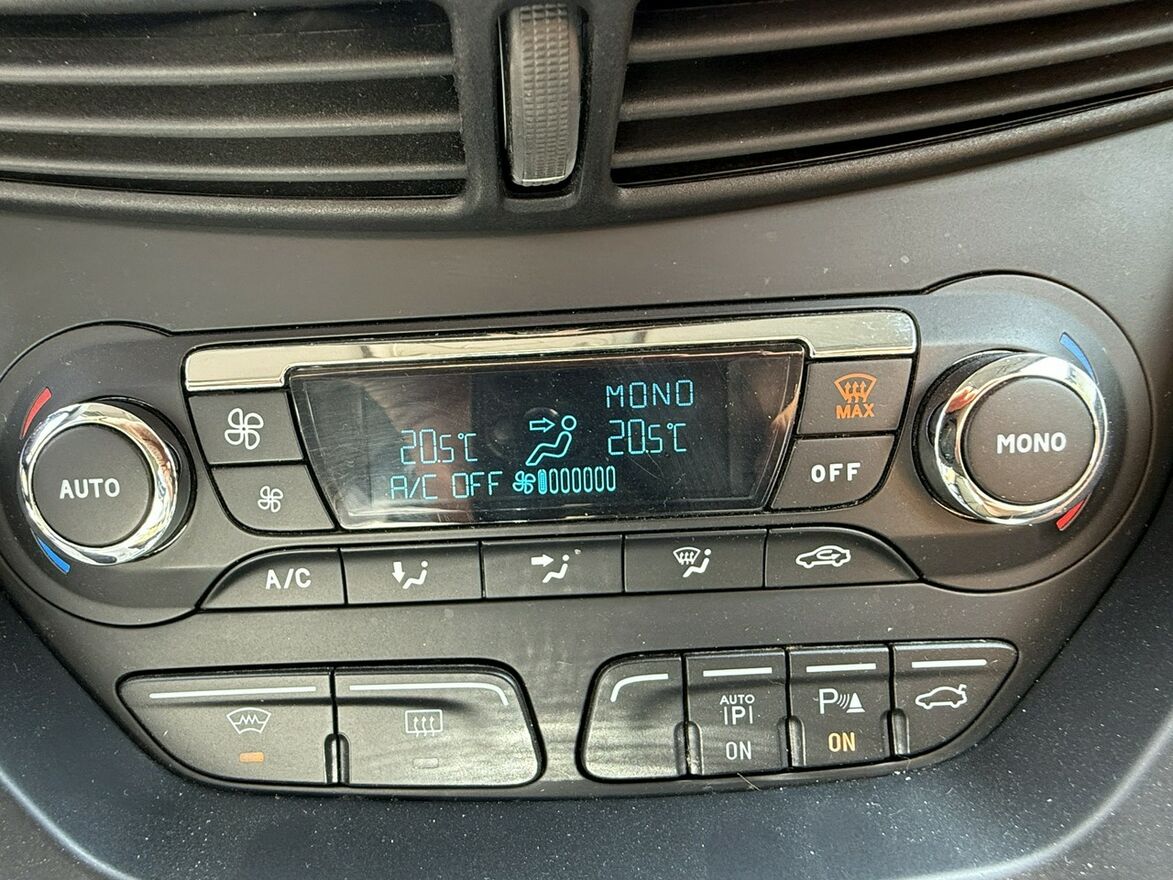 MONO
20.5°C
20.5°C
A/C OFF
MAX
AUTO
OFF
MONO
A/C
AUTO
P
P
ON
ON